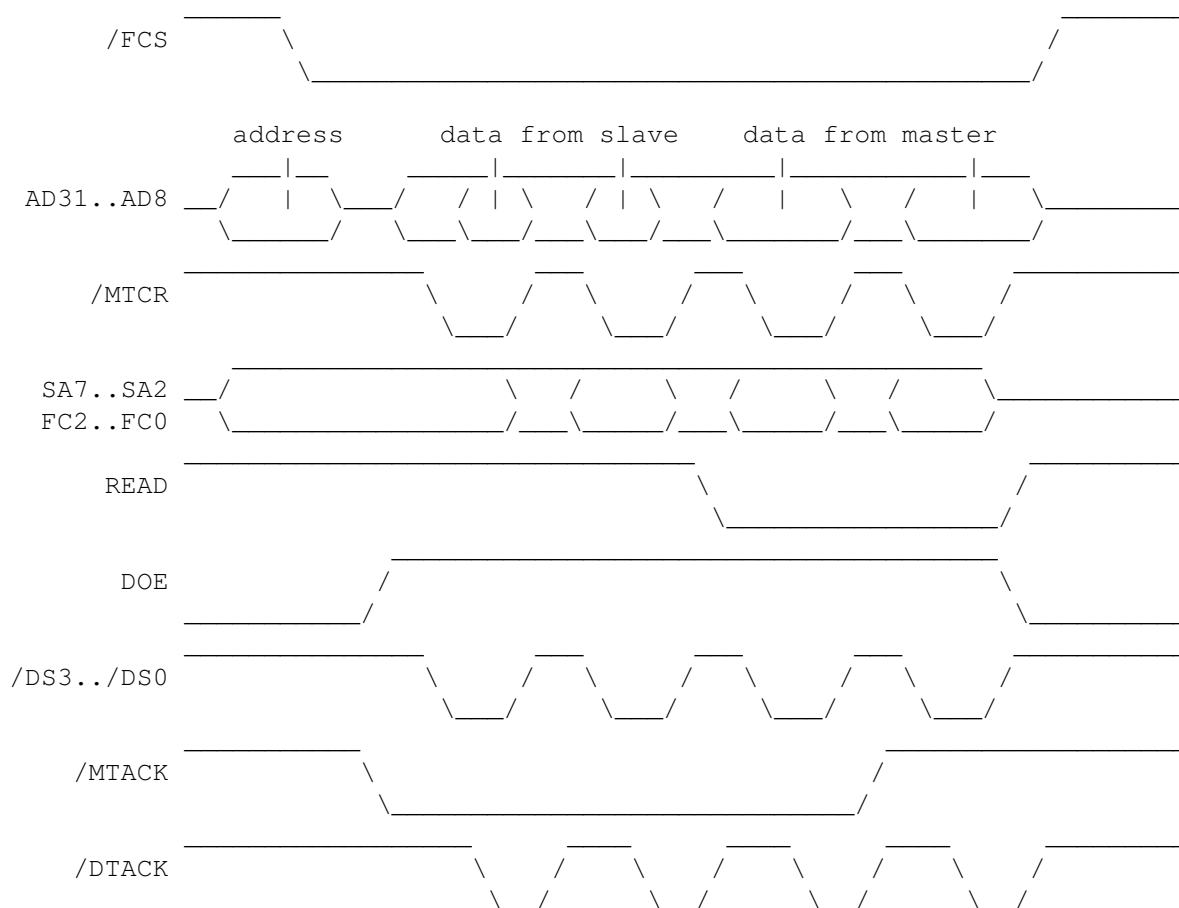 /FCS
address data from slave data from master
AD31..AD8
/MTCR
SA7..SA2
FC2..FC0
READ
DOE
/DS3../DS0
/MTACK
/DTACK